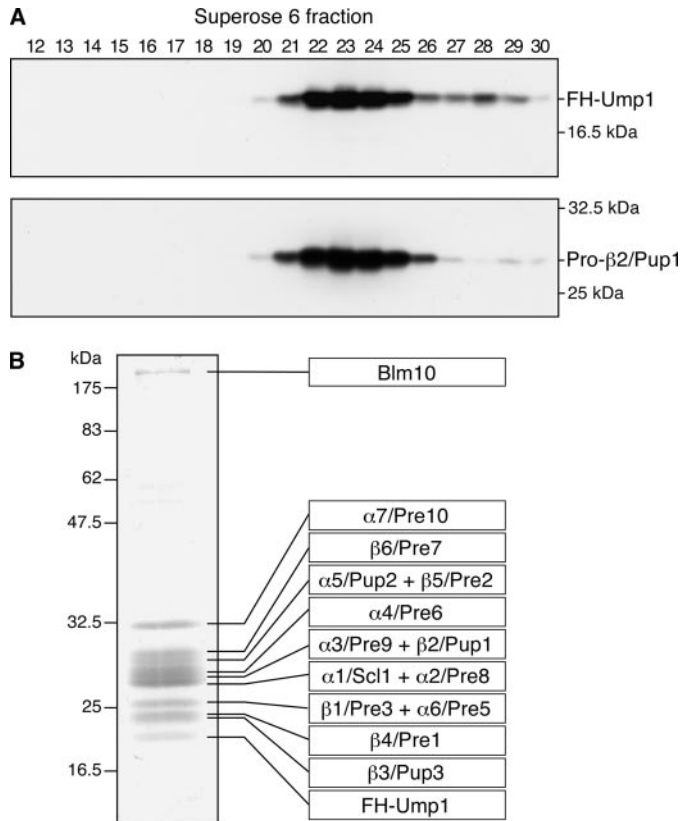 A
Superose 6 fraction
12 13 14 15 16 17 18 19 20 21 22 23 24 25 26 27 28 29 30
FH-Ump1
16.5 kDa
32.5 kDa
Pro-β2/Pup1
25 kDa
B
kDa
Blm10
175
83
62
47.5
α7/Pre10
β6/Pre7
α5/Pup2 + β5/Pre2
α4/Pre6
32.5
α3/Pre9 + β2/Pup1
α1/Scl1 + α2/Pre8
25
β1/Pre3 + α6/Pre5
β4/Pre1
16.5
β3/Pup3
FH-Ump1